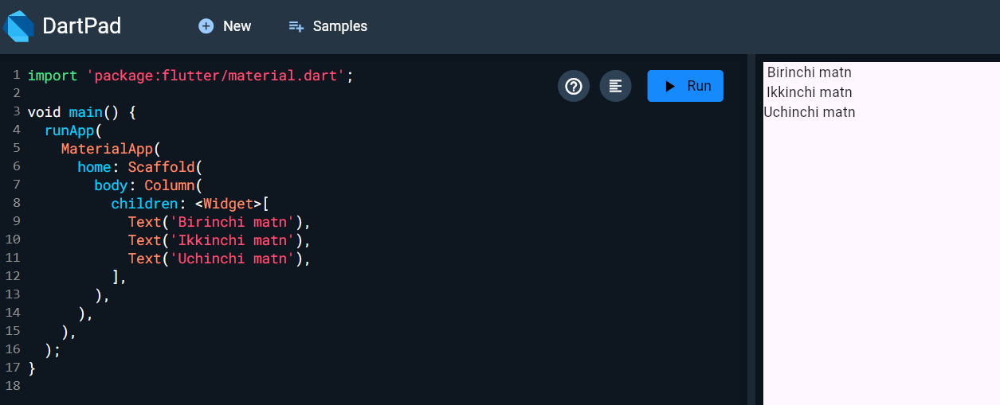 DartPad
New
Samples
1 import 'package:flutter/material.dart';
Run
2
3 void main() {
4   runApp(
5     MaterialApp(
6       home: Scaffold(
7         body: Column(
8           children: <Widget>[
9             Text('Birinchi matn'),
10             Text('Ikkinchi matn'),
11             Text('Uchinchi matn'),
12           ],
13         ),
14       ),
15     ),
16   );
17 }
18
Birinchi matn
Ikkinchi matn
Uchinchi matn